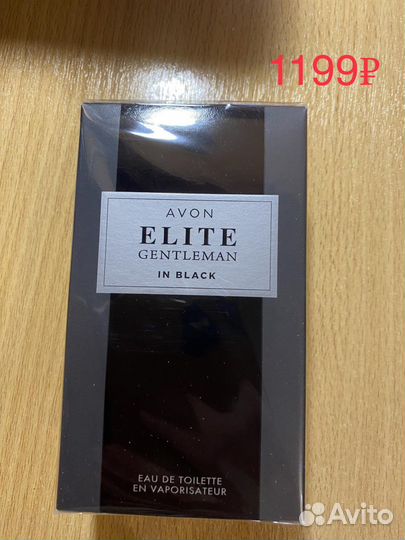 1199₽
AVON
ELITE
GENTLEMAN
IN BLACK
EAU DE TOILETTE
EN VAPORISATEUR
Avito